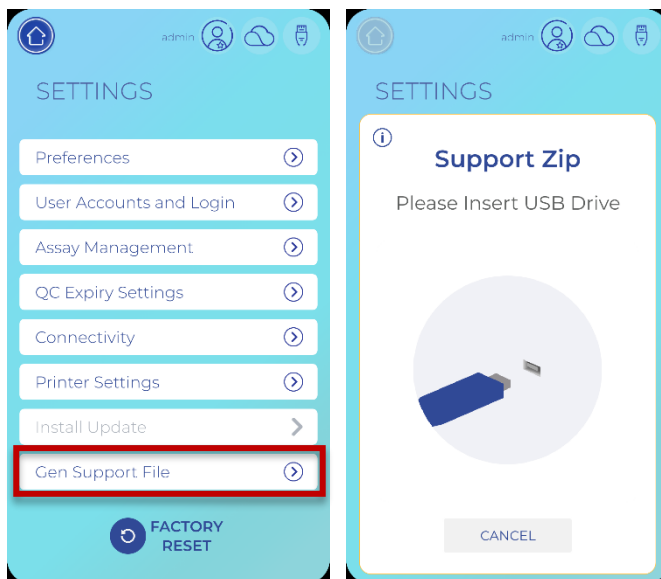 admin
SETTINGS
Preferences
User Accounts and Login
Assay Management
QC Expiry Settings
Connectivity
Printer Settings
Install Update
Gen Support File
FACTORY
RESET
admin
SETTINGS
Support Zip
Please Insert USB Drive
CANCEL